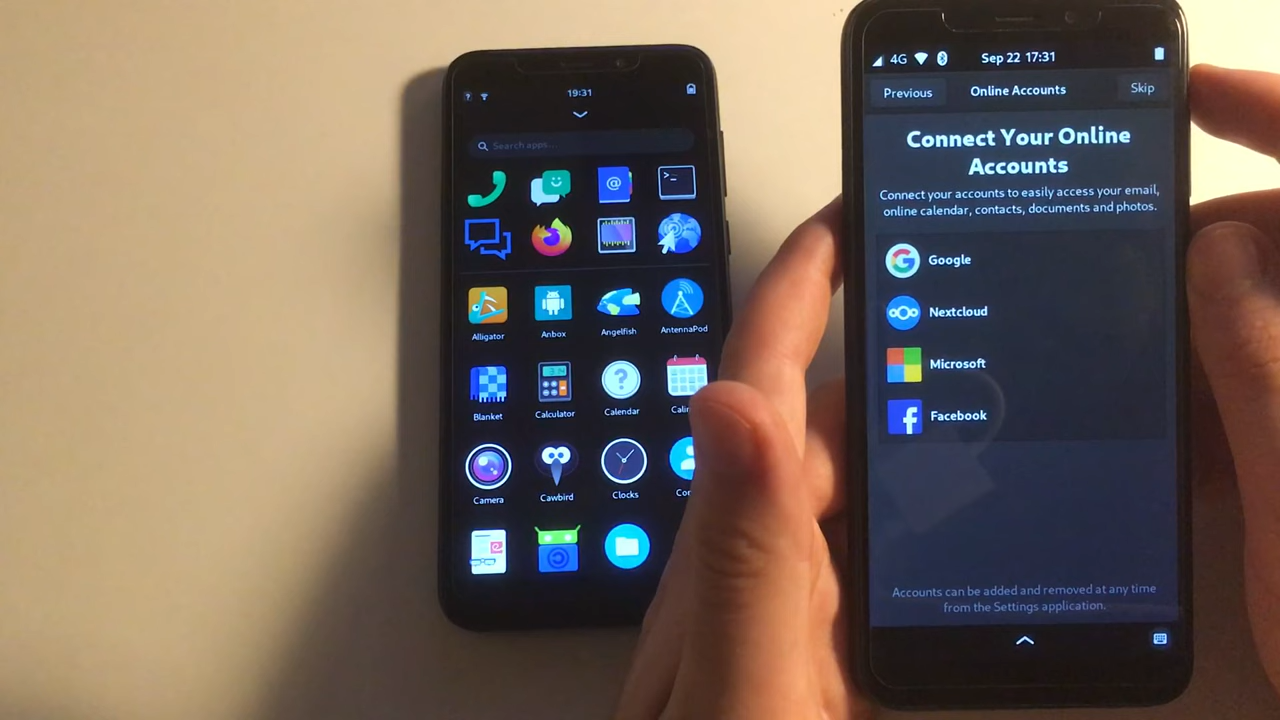 19:31
Search apps...
Alligator
Anbox
Angelfish
AntennaPod
Blanket
Calculator
Calendar
Camera
Cawbird
Clocks
4G
Sep 22 17:31
Previous
Online Accounts
Skip
Connect Your Online
Accounts
Connect your accounts to easily access your email,
online calendar, contacts, documents and photos.
Google
Nextcloud
Microsoft
Facebook
Accounts can be added and removed at any time
from the Settings application.